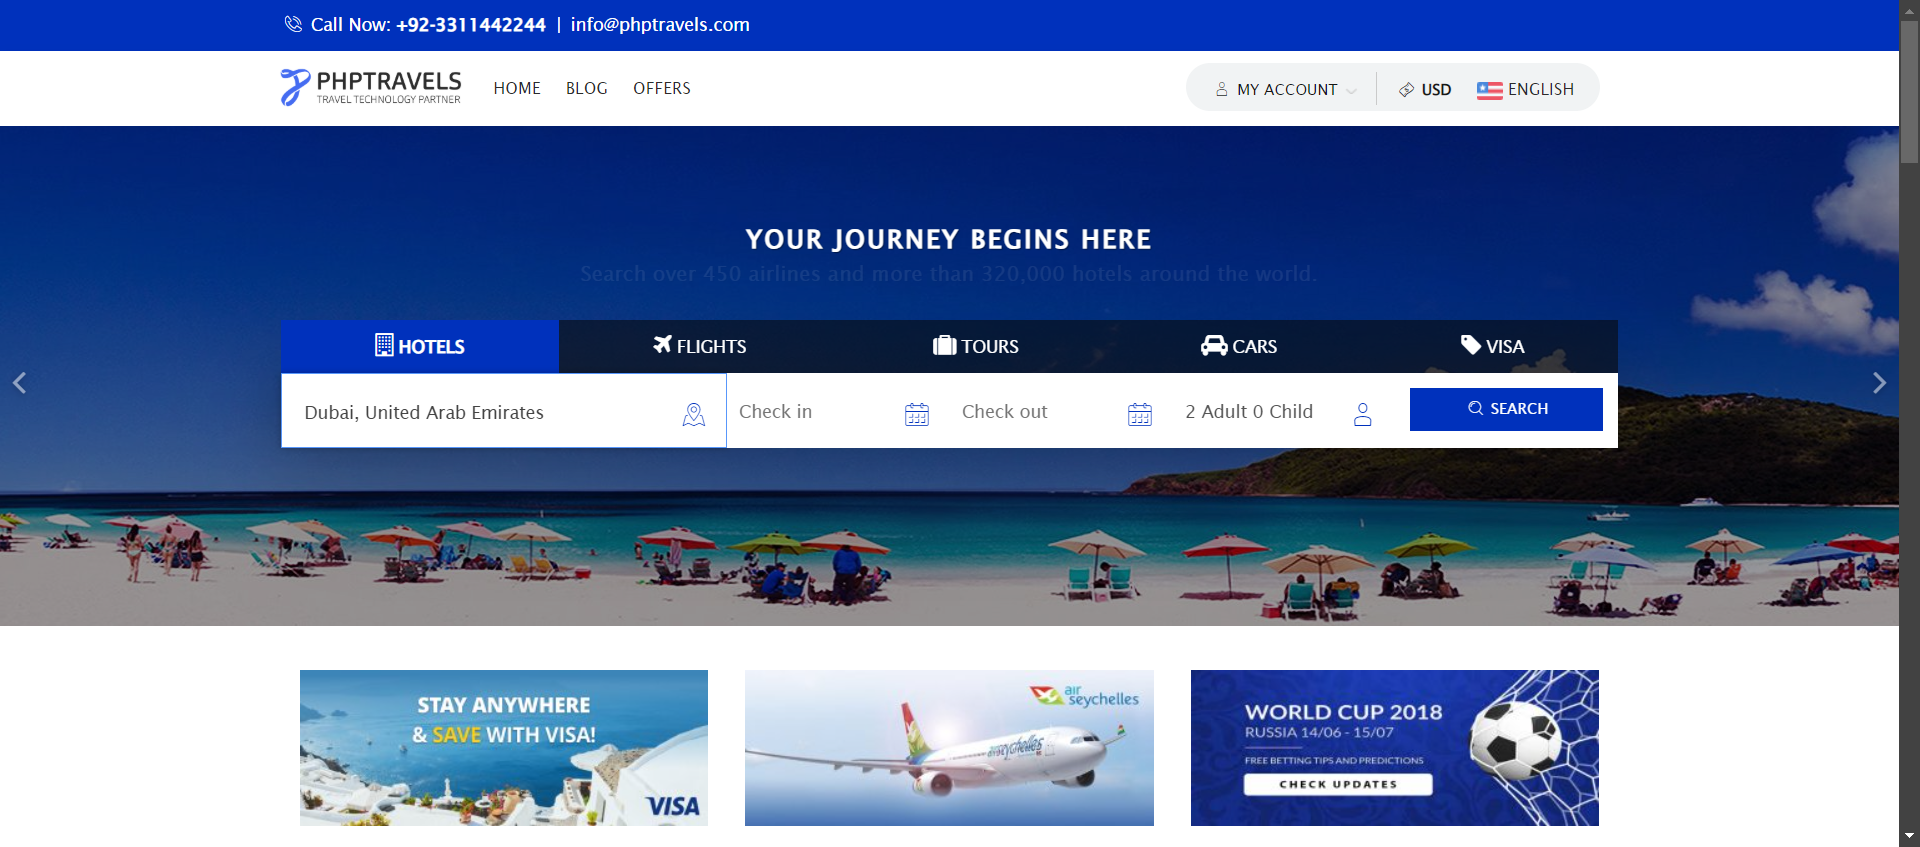 Call Now: +92-3311442244 | info@phptravels.com
PHPTRAVELS
TRAVEL TECHNOLOGY PARTNER
HOME BLOG OFFERS
MY ACCOUNT USD ENGLISH
YOUR JOURNEY BEGINS HERE
Search over 450 airlines and more than 320,000 hotels around the world.
HOTELS FLIGHTS TOURS CARS VISA
Dubai, United Arab Emirates Check in Check out 2 Adult 0 Child SEARCH
STAY ANYWHERE
& SAVE WITH VISA!
VISA
air
seychelles
airseychelles
WORLD CUP 2018
RUSSIA 14/06 - 15/07
FREE BETTING TIPS AND PREDICTIONS
CHECK UPDATES